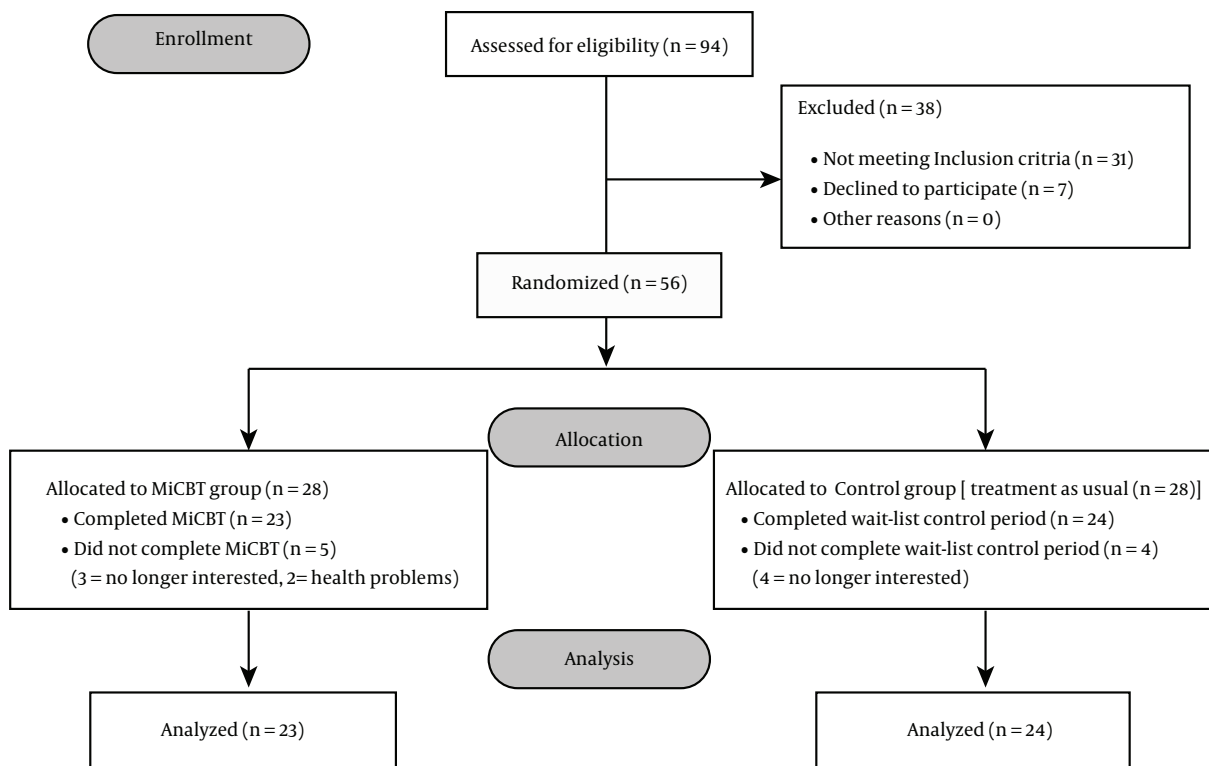 Enrollment
Assessed for eligibility (n = 94)
Excluded (n = 38)
• Not meeting Inclusion critria (n = 31)
• Declined to participate (n = 7)
• Other reasons (n = 0)
Randomized (n = 56)
Allocation
Allocated to MiCBT group (n = 28)
• Completed MiCBT (n = 23)
• Did not complete MiCBT (n = 5)
(3 = no longer interested, 2= health problems)
Allocated to Control group [ treatment as usual (n = 28)]
• Completed wait-list control period (n = 24)
• Did not complete wait-list control period (n = 4)
(4 = no longer interested)
Analysis
Analyzed (n = 23)
Analyzed (n = 24)